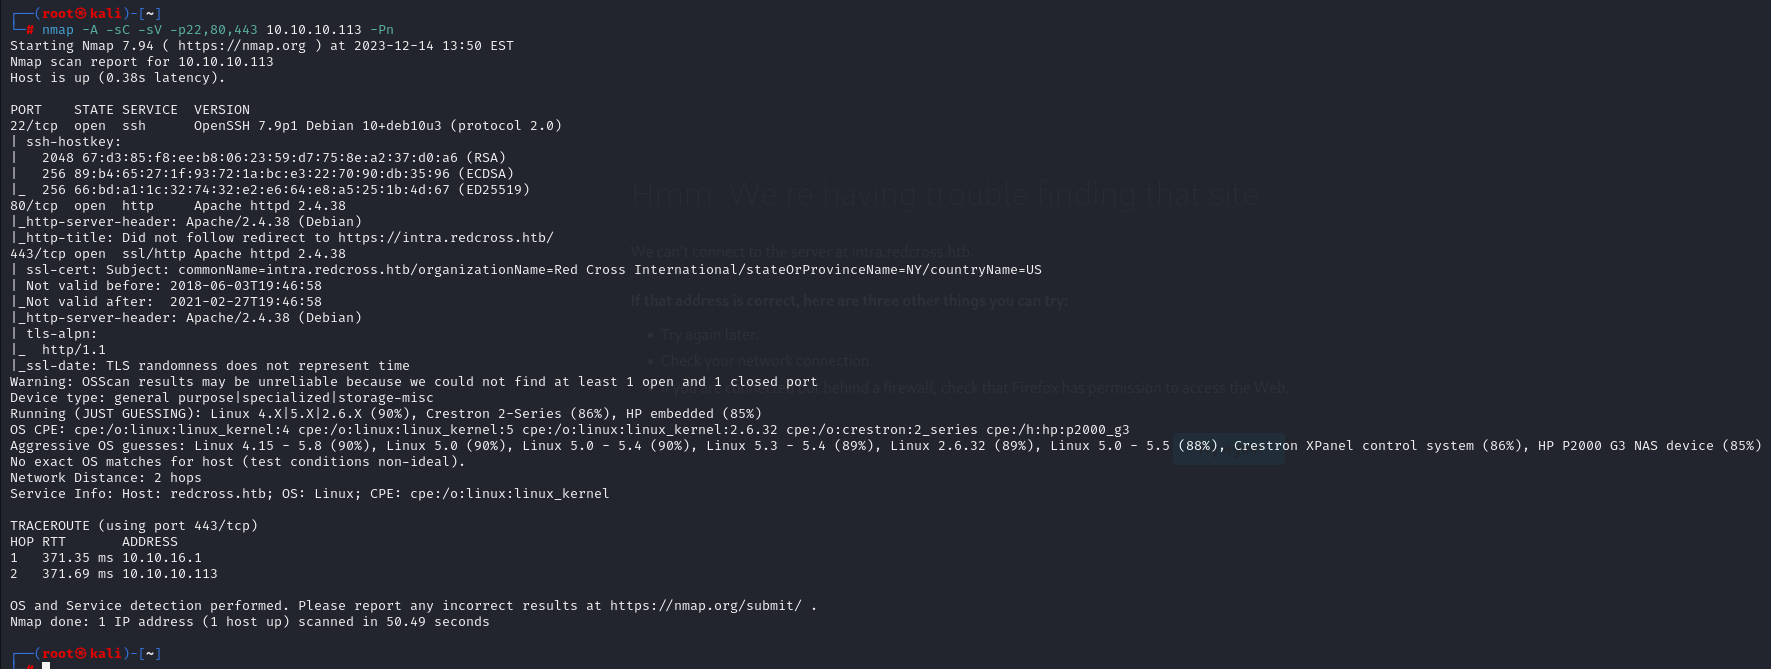 ┌──(root㉿kali)-[~]
└─# nmap -A -sC -sV -p22,80,443 10.10.10.113 -Pn
Starting Nmap 7.94 ( https://nmap.org ) at 2023-12-14 13:50 EST
Nmap scan report for 10.10.10.113
Host is up (0.38s latency).

PORT    STATE SERVICE  VERSION
22/tcp  open  ssh      OpenSSH 7.9p1 Debian 10+deb10u3 (protocol 2.0)
| ssh-hostkey:
|   2048 67:d3:85:f8:ee:b8:06:23:59:d7:75:8e:a2:37:d0:a6 (RSA)
|   256 89:b4:65:27:1f:93:72:1a:bc:e3:22:70:90:db:35:96 (ECDSA)
|_  256 66:bd:a1:1c:32:74:32:e2:e6:64:e8:a5:25:1b:4d:67 (ED25519)
80/tcp  open  http     Apache httpd 2.4.38
|_http-server-header: Apache/2.4.38 (Debian)
|_http-title: Did not follow redirect to https://intra.redcross.htb/
443/tcp open  ssl/http Apache httpd 2.4.38
| ssl-cert: Subject: commonName=intra.redcross.htb/organizationName=Red Cross International/stateOrProvinceName=NY/countryName=US
| Not valid before: 2018-06-03T19:46:58
|_Not valid after:  2021-02-27T19:46:58
|_http-server-header: Apache/2.4.38 (Debian)
| tls-alpn:
|_  http/1.1
|_ssl-date: TLS randomness does not represent time
Warning: OSScan results may be unreliable because we could not find at least 1 open and 1 closed port
Device type: general purpose|specialized|storage-misc
Running (JUST GUESSING): Linux 4.X|5.X|2.6.X (90%), Crestron 2-Series (86%), HP embedded (85%)
OS CPE: cpe:/o:linux:linux_kernel:4 cpe:/o:linux:linux_kernel:5 cpe:/o:linux:linux_kernel:2.6.32 cpe:/o:crestron:2_series cpe:/h:hp:p2000_g3
Aggressive OS guesses: Linux 4.15 - 5.8 (90%), Linux 5.0 (90%), Linux 5.0 - 5.4 (90%), Linux 5.3 - 5.4 (89%), Linux 2.6.32 (89%), Linux 5.0 - 5.5 (88%), Crestron XPanel control system (86%), HP P2000 G3 NAS device (85%)
No exact OS matches for host (test conditions non-ideal).
Network Distance: 2 hops
Service Info: Host: redcross.htb; OS: Linux; CPE: cpe:/o:linux:linux_kernel

TRACEROUTE (using port 443/tcp)
HOP RTT       ADDRESS
1   371.35 ms 10.10.16.1
2   371.69 ms 10.10.10.113

OS and Service detection performed. Please report any incorrect results at https://nmap.org/submit/ .
Nmap done: 1 IP address (1 host up) scanned in 50.49 seconds

┌──(root㉿kali)-[~]
└─#
Hmm. We're having trouble finding that site.
We can't connect to the server at intra.redcross.htb.
If that address is correct, here are three other things you can try:
• Try again later.
• Check your network connection.
behind a firewall, check that Firefox has permission to access the Web.